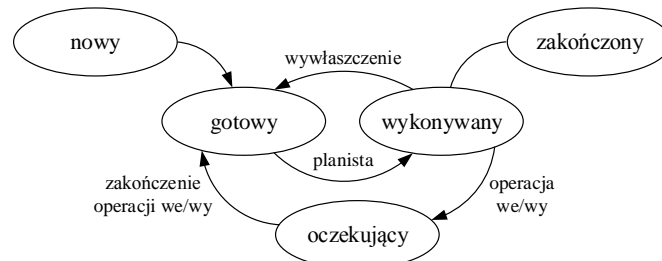 nowy
zakończony
wywłaszczenie
gotowy
wykonywany
planista
zakończenie
operacji we/wy
operacja
we/wy
oczekujący